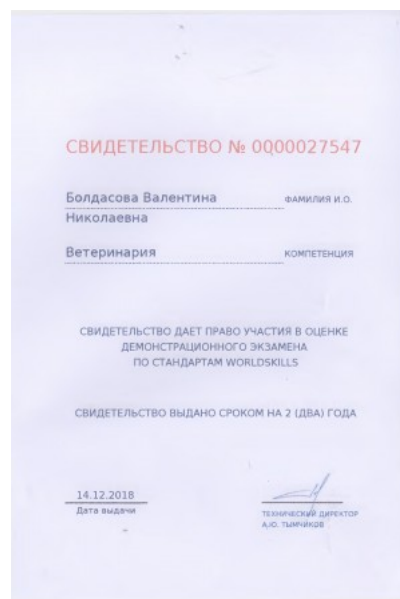 СВИДЕТЕЛЬСТВО № 0000027547
Болдасова Валентина ФАМИЛИЯ И.О.
Николаевна
Ветеринария КОМПЕТЕНЦИЯ
СВИДЕТЕЛЬСТВО ДАЕТ ПРАВО УЧАСТИЯ В ОЦЕНКЕ
ДЕМОНСТРАЦИОННОГО ЭКЗАМЕНА
ПО СТАНДАРТАМ WORLDSKILLS
СВИДЕТЕЛЬСТВО ВЫДАНО СРОКОМ НА 2 (ДВА) ГОДА
14.12.2018
Дата выдачи
ТЕХНИЧЕСКИЙ ДИРЕКТОР
А.Ю. ТЫМЧИКОВ